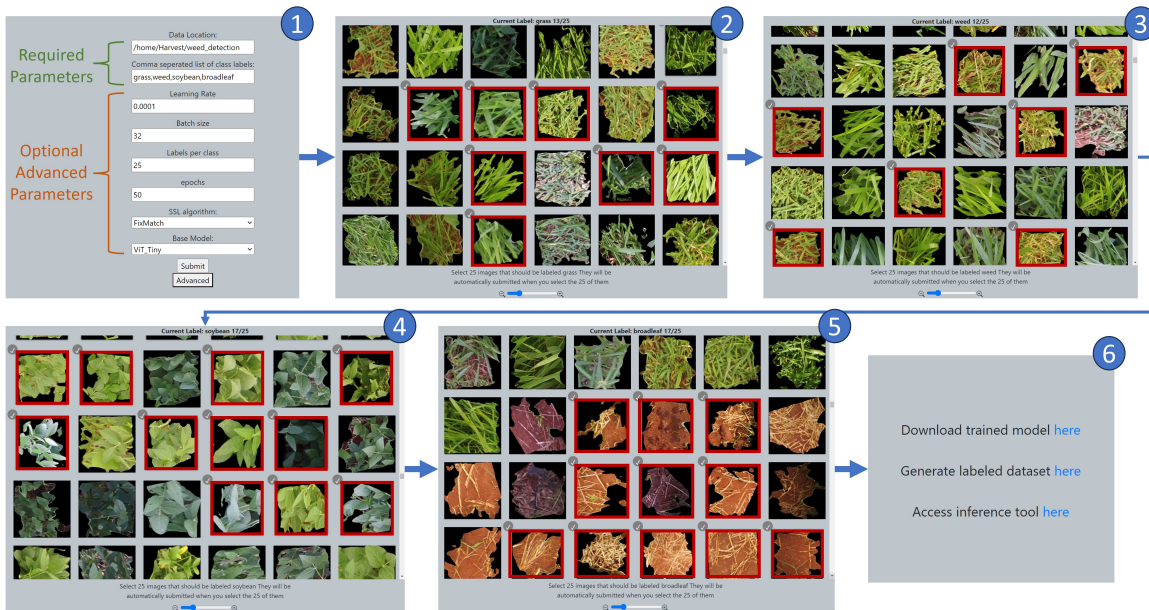 1
Required
Parameters
Optional
Advanced
Parameters
Data Location:
/home/Harvest/weed_detection
Comma seperated list of class labels:
grass,weed,soybean,broadleaf
Learning Rate
0.0001
Batch size
32
Labels per class
25
epochs
50
SSL algorithm:
FixMatch
Base Model:
ViT_Tiny
Submit
Advanced
2
Current Label: grass 13/25
Select 25 images that should be labeled grass They will be
automatically submitted when you select the 25 of them
3
Current Label: weed 12/25
Select 25 images that should be labeled weed They will be
automatically submitted when you select the 25 of them
4
Current Label: soybean 17/25
Select 25 images that should be labeled soybean They will be
automatically submitted when you select the 25 of them
5
Current Label: broadleaf 17/25
Select 25 images that should be labeled broadleaf They will be
automatically submitted when you select the 25 of them
6
Download trained model here
Generate labeled dataset here
Access inference tool here